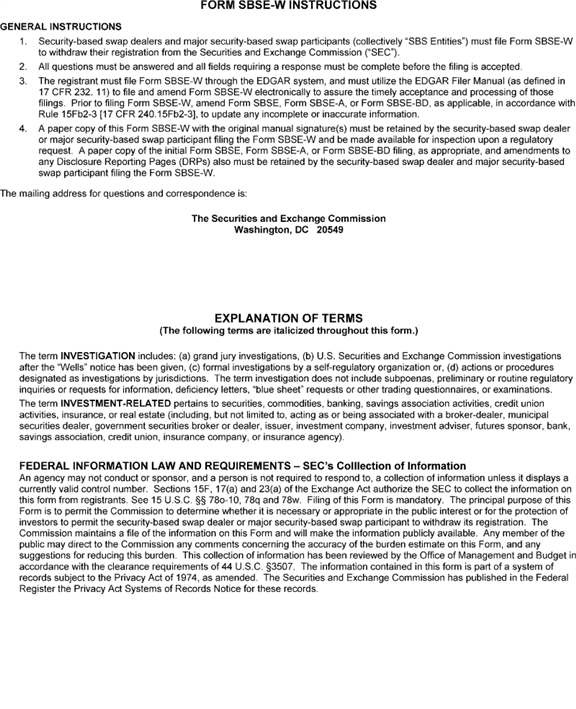 FORM SBSE-W INSTRUCTIONS
GENERAL INSTRUCTIONS
1. Security-based swap dealers and major security-based swap participants (collectively “SBS Entities”) must file Form SBSE-W
to withdraw their registration from the Securities and Exchange Commission (“SEC”).
2. All questions must be answered and all fields requiring a response must be complete before the filing is accepted.
3. The registrant must file Form SBSE-W through the EDGAR system, and must utilize the EDGAR Filer Manual (as defined in
17 CFR 232. 11) to file and amend Form SBSE-W electronically to assure the timely acceptance and processing of those
filings. Prior to filing Form SBSE-W, amend Form SBSE, Form SBSE-A, or Form SBSE-BD, as applicable, in accordance with
Rule 15Fb2-3 [17 CFR 240.15Fb2-3], to update any incomplete or inaccurate information.
4. A paper copy of this Form SBSE-W with the original manual signature(s) must be retained by the security-based swap dealer
or major security-based swap participant filing the Form SBSE-W and be made available for inspection upon a regulatory
request. A paper copy of the initial Form SBSE, Form SBSE-A, or Form SBSE-BD filing, as appropriate, and amendments to
any Disclosure Reporting Pages (DRPs) also must be retained by the security-based swap dealer and major security-based
swap participant filing the Form SBSE-W.
The mailing address for questions and correspondence is:
The Securities and Exchange Commission
Washington, DC 20549
EXPLANATION OF TERMS
(The following terms are italicized throughout this form.)
The term INVESTIGATION includes: (a) grand jury investigations, (b) U.S. Securities and Exchange Commission investigations
after the “Wells” notice has been given, (c) formal investigations by a self-regulatory organization or, (d) actions or procedures
designated as investigations by jurisdictions. The term investigation does not include subpoenas, preliminary or routine regulatory
inquiries or requests for information, deficiency letters, “blue sheet” requests or other trading questionnaires, or examinations.
The term INVESTMENT-RELATED pertains to securities, commodities, banking, savings association activities, credit union
activities, insurance, or real estate (including, but not limited to, acting as or being associated with a broker-dealer, municipal
securities dealer, government securities broker or dealer, issuer, investment company, investment adviser, futures sponsor, bank,
savings association, credit union, insurance company, or insurance agency).
FEDERAL INFORMATION LAW AND REQUIREMENTS – SEC's Colllection of Information
An agency may not conduct or sponsor, and a person is not required to respond to, a collection of information unless it displays a
currently valid control number. Sections 15F, 17(a) and 23(a) of the Exchange Act authorize the SEC to collect the information on
this form from registrants. See 15 U.S.C. §§ 78o-10, 78q and 78w. Filing of this Form is mandatory. The principal purpose of this
Form is to permit the Commission to determine whether it is necessary or appropriate in the public interest or for the protection of
investors to permit the security-based swap dealer or major security-based swap participant to withdraw its registration. The
Commission maintains a file of the information on this Form and will make the information publicly available. Any member of the
public may direct to the Commission any comments concerning the accuracy of the burden estimate on this Form, and any
suggestions for reducing this burden. This collection of information has been reviewed by the Office of Management and Budget in
accordance with the clearance requirements of 44 U.S.C. §3507. The information contained in this form is part of a system of
records subject to the Privacy Act of 1974, as amended. The Securities and Exchange Commission has published in the Federal
Register the Privacy Act Systems of Records Notice for these records.